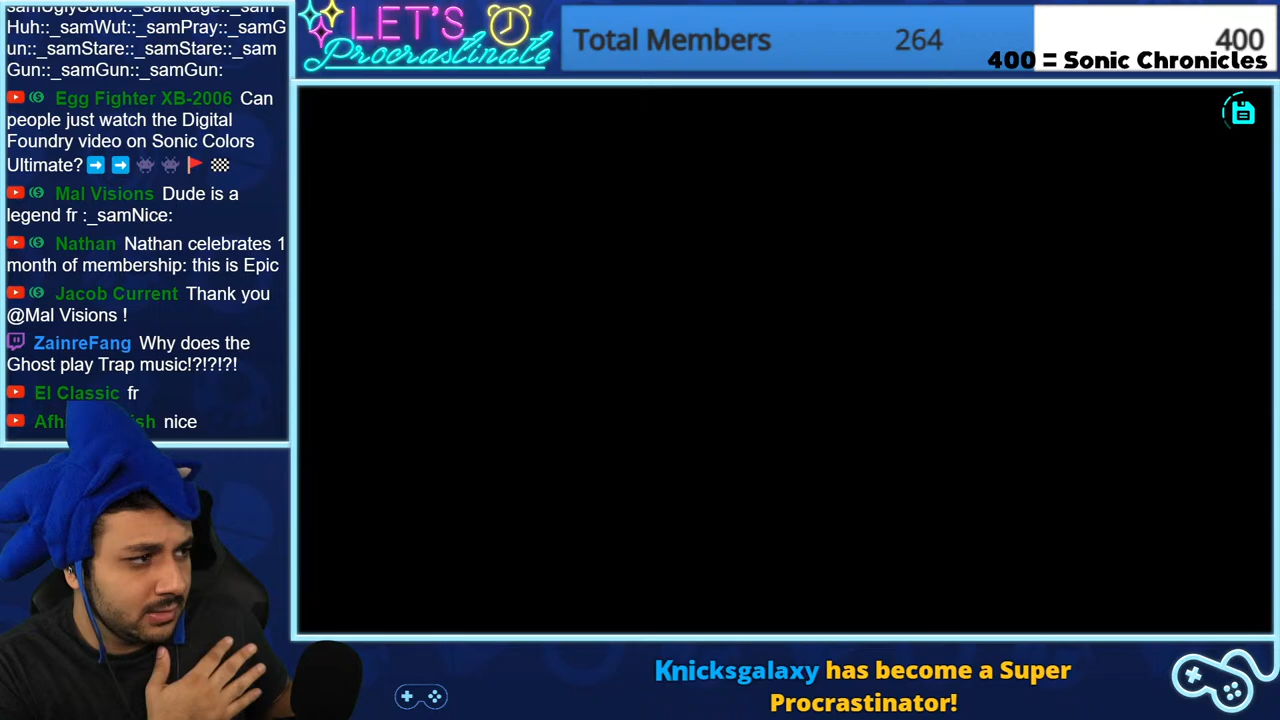 samUglySonic::_samRage::_sam
Huh::_samWut::_samPray::_samG
un::_samStare::_samStare::_sam
Gun::_samGun::_samGun:
Egg Fighter XB-2006 Can
people just watch the Digital
Foundry video on Sonic Colors
Ultimate?
Mal Visions Dude is a
legend fr :_samNice:
Nathan Nathan celebrates 1
month of membership: this is Epic
Jacob Current Thank you
@Mal Visions !
ZainreFang Why does the
Ghost play Trap music!?!?!?!
El Classic fr
nice
LET'S
Procrastinate
Total Members 264 400
400 = Sonic Chronicles
Knicksgalaxy has become a Super
Procrastinator!